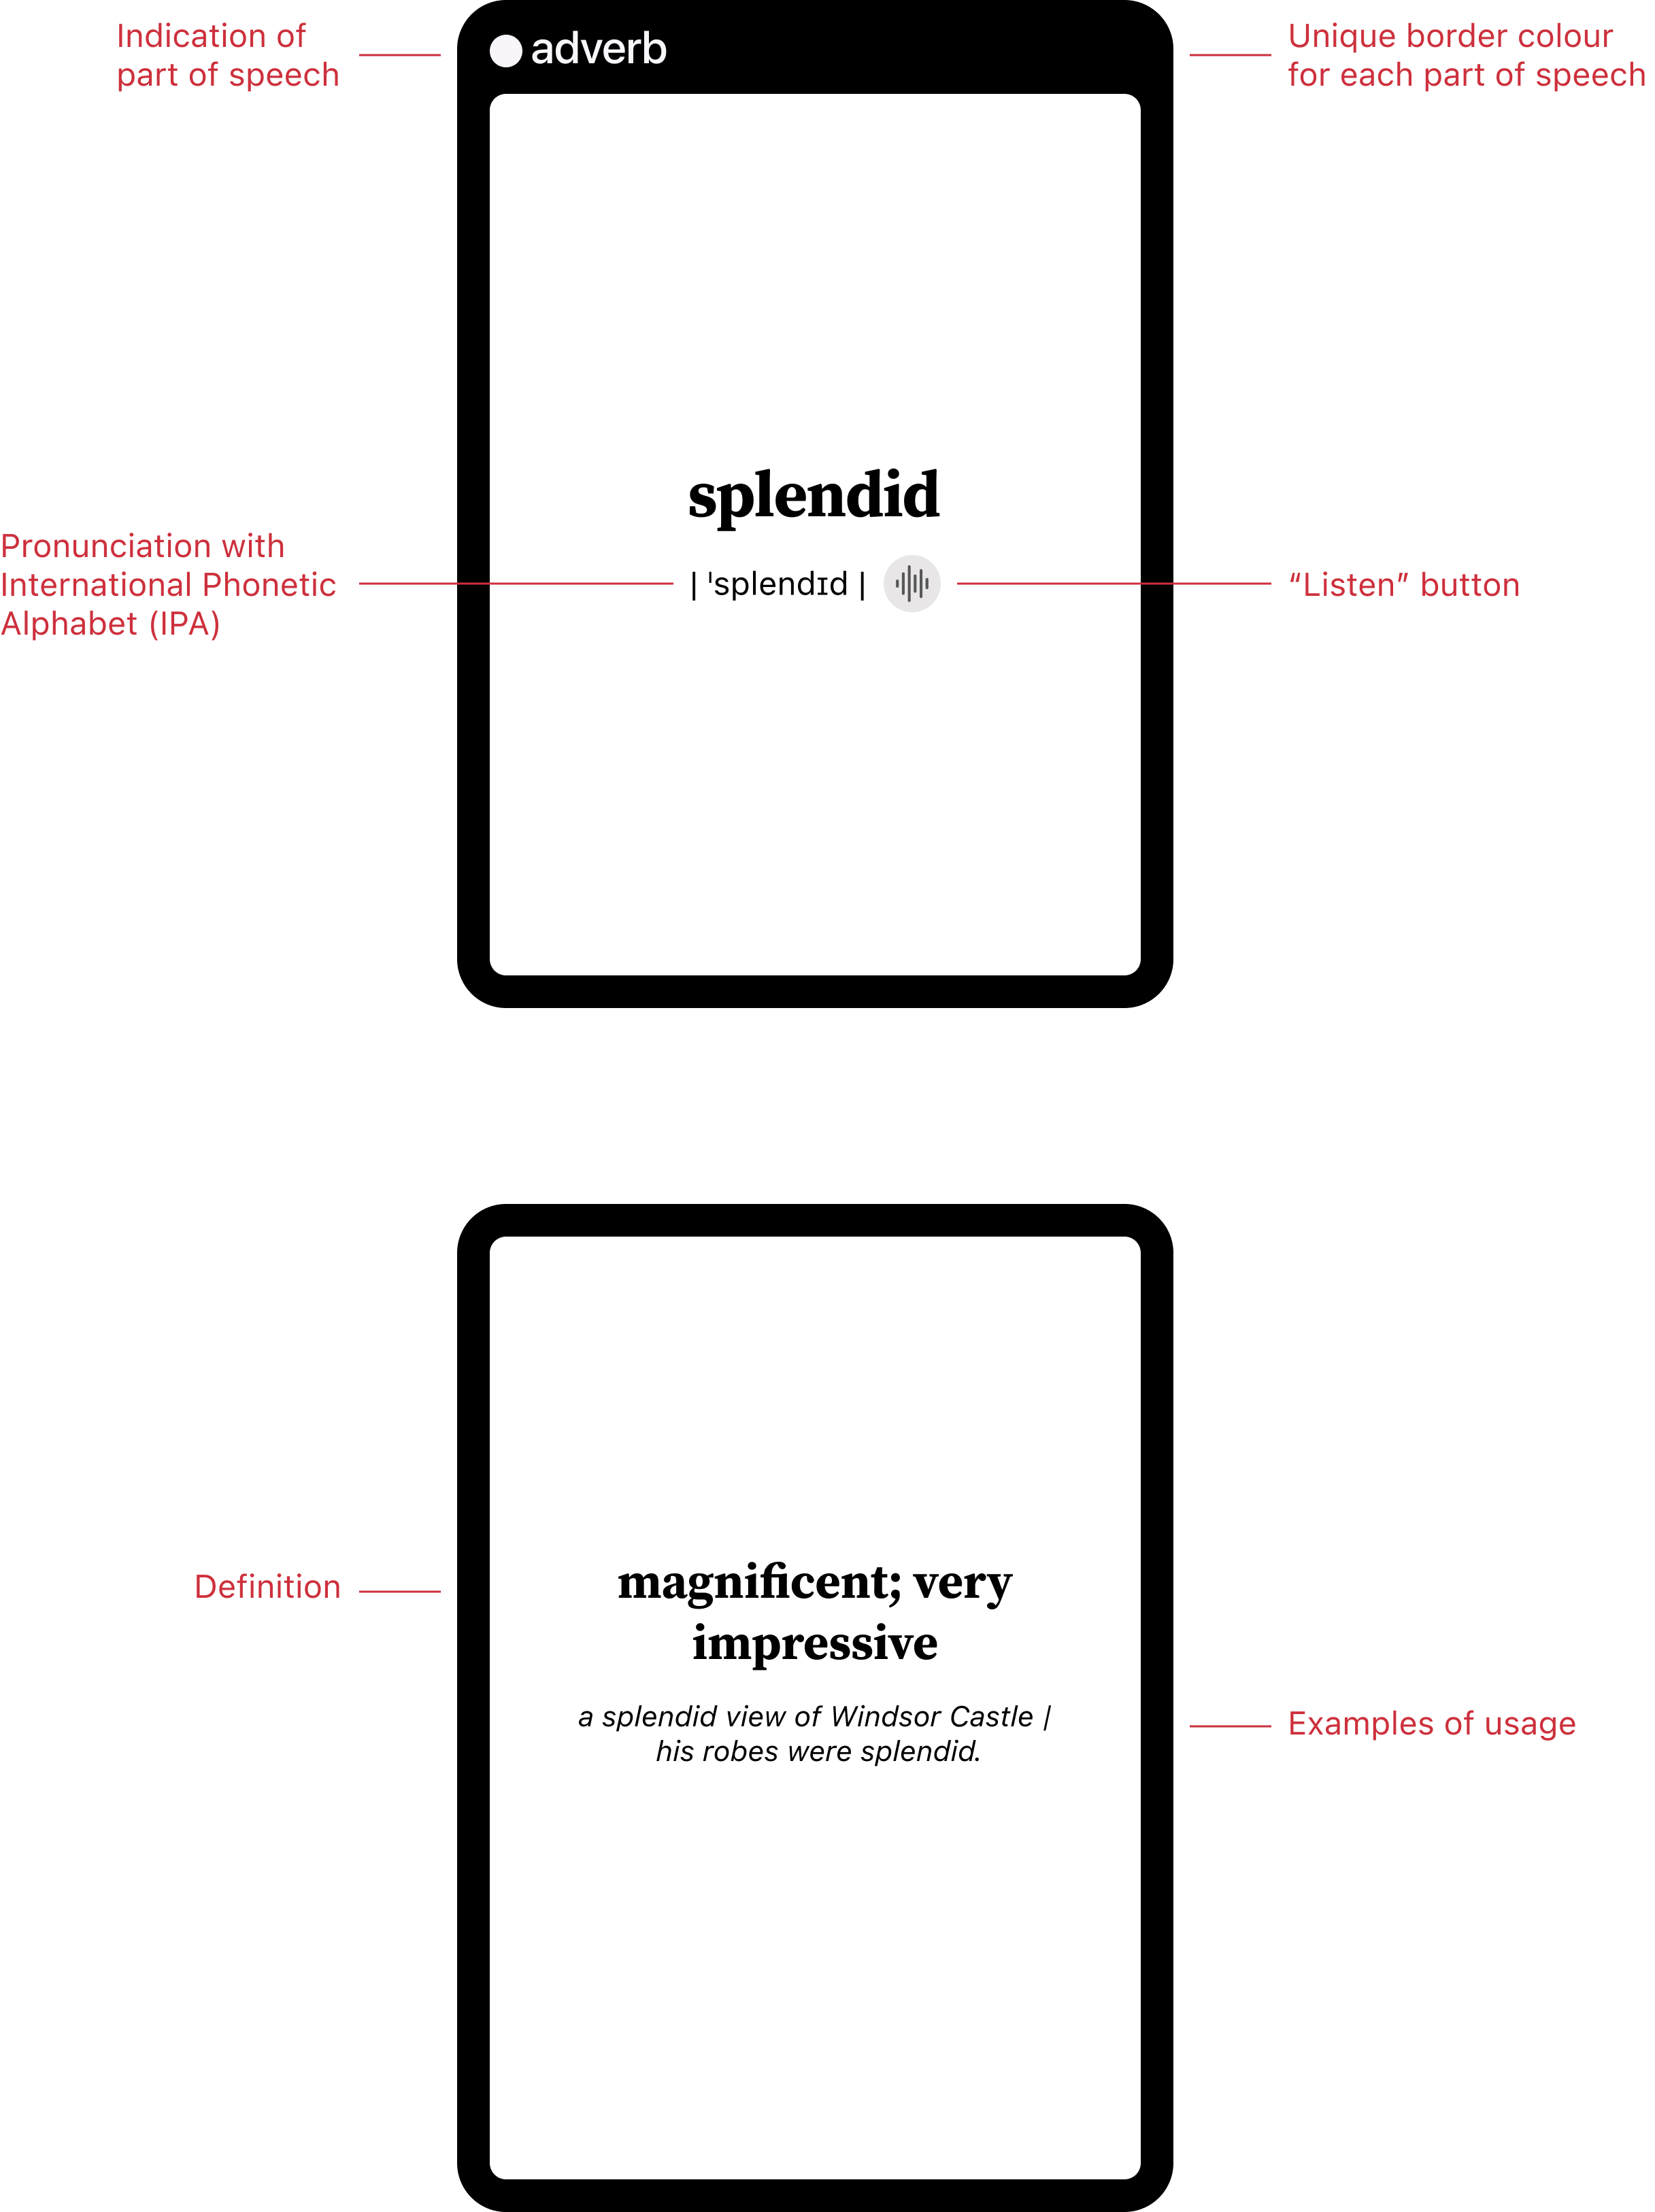 Indication of
part of speech
adverb
Unique border colour
for each part of speech
splendid
Pronunciation with
International Phonetic
Alphabet (IPA)
| ˈsplendɪd |
“Listen” button
magnificent; very
impressive
Definition
a splendid view of Windsor Castle |
his robes were splendid.
Examples of usage